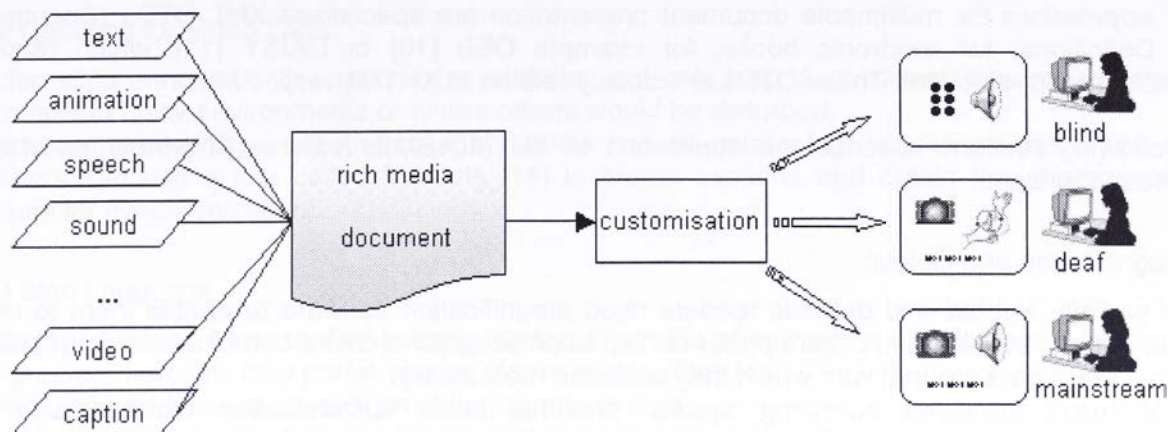 text
animation
speech
sound
...
video
caption
rich media
document
customisation
blind
deaf
mainstream